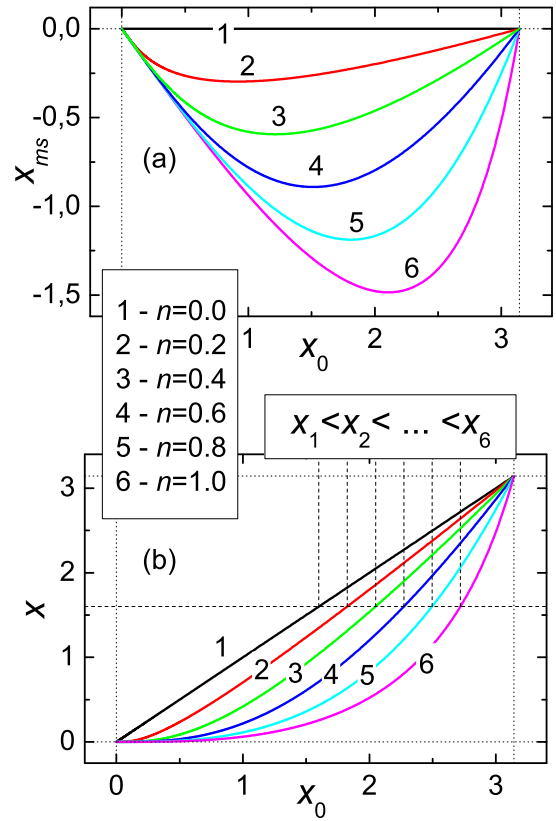 0,0
-0,5
-1,0
-1,5
x_ms
1
2
3
4
5
6
(a)
1 2 3
x_0
1 - n=0.0
2 - n=0.2
3 - n=0.4
4 - n=0.6
5 - n=0.8
6 - n=1.0
x_1<x_2< ... <x_6
3
2
1
0
x
(b)
1
2
3
4
5
6
0 1 2 3
x_0